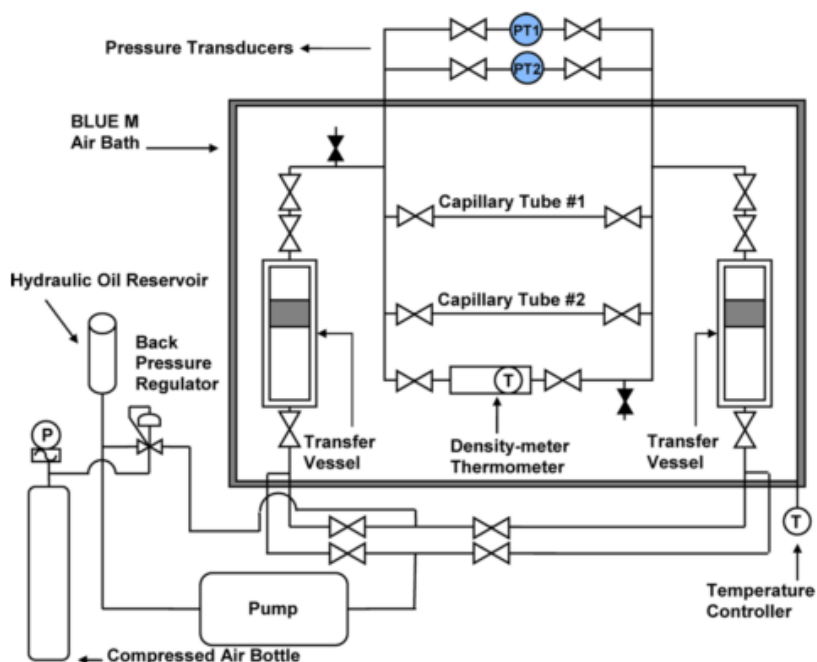 Pressure Transducers
PT1
PT2
BLUE M
Air Bath
Capillary Tube #1
Hydraulic Oil Reservoir
Capillary Tube #2
Back
Pressure
Regulator
T
P
Transfer
Vessel
Density-meter
Thermometer
Transfer
Vessel
T
Pump
Temperature
Controller
Compressed Air Bottle